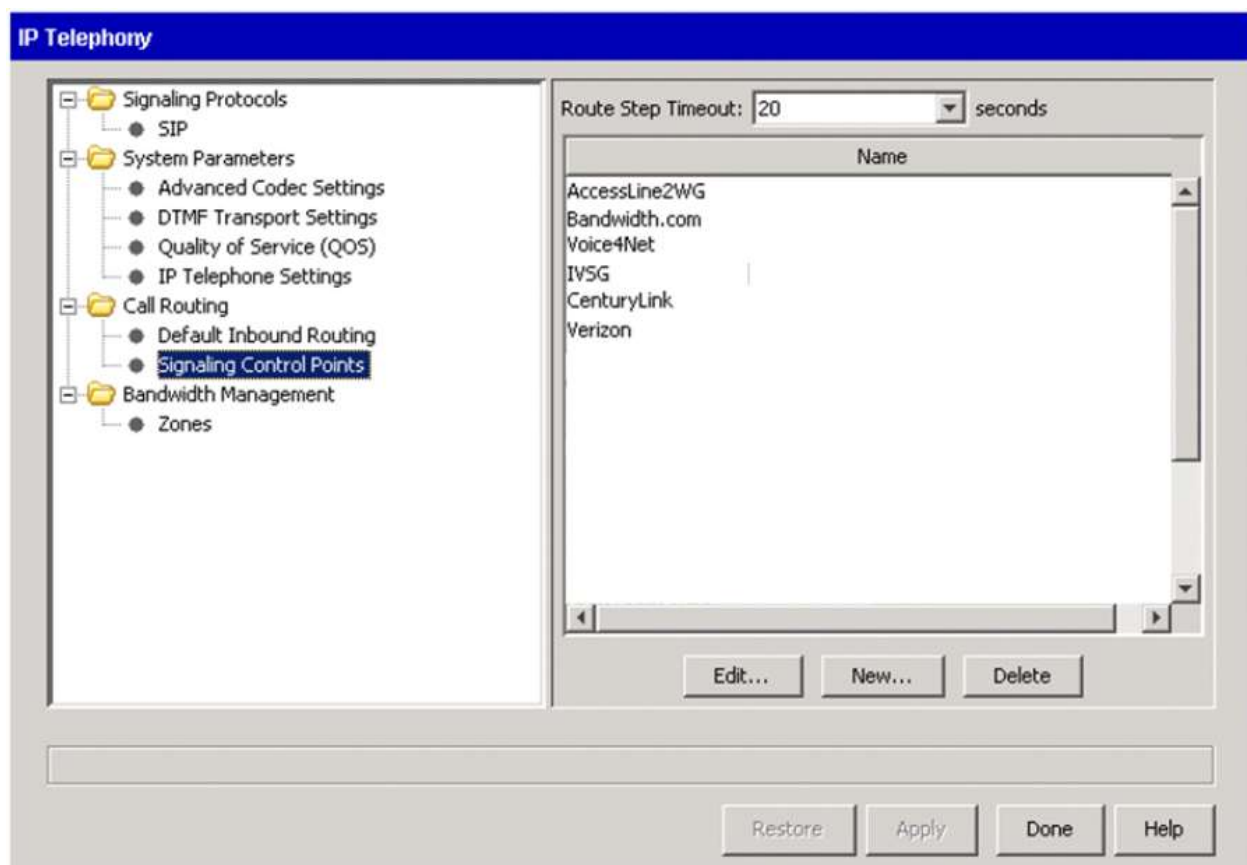 IP Telephony
Signaling Protocols
SIP
System Parameters
Advanced Codec Settings
DTMF Transport Settings
Quality of Service (QOS)
IP Telephone Settings
Call Routing
Default Inbound Routing
Signaling Control Points
Bandwidth Management
Zones
Route Step Timeout: 20 seconds
Name
AccessLine2WG
Bandwidth.com
Voice4Net
IVSG
CenturyLink
Verizon
Edit... New... Delete
Restore Apply Done Help